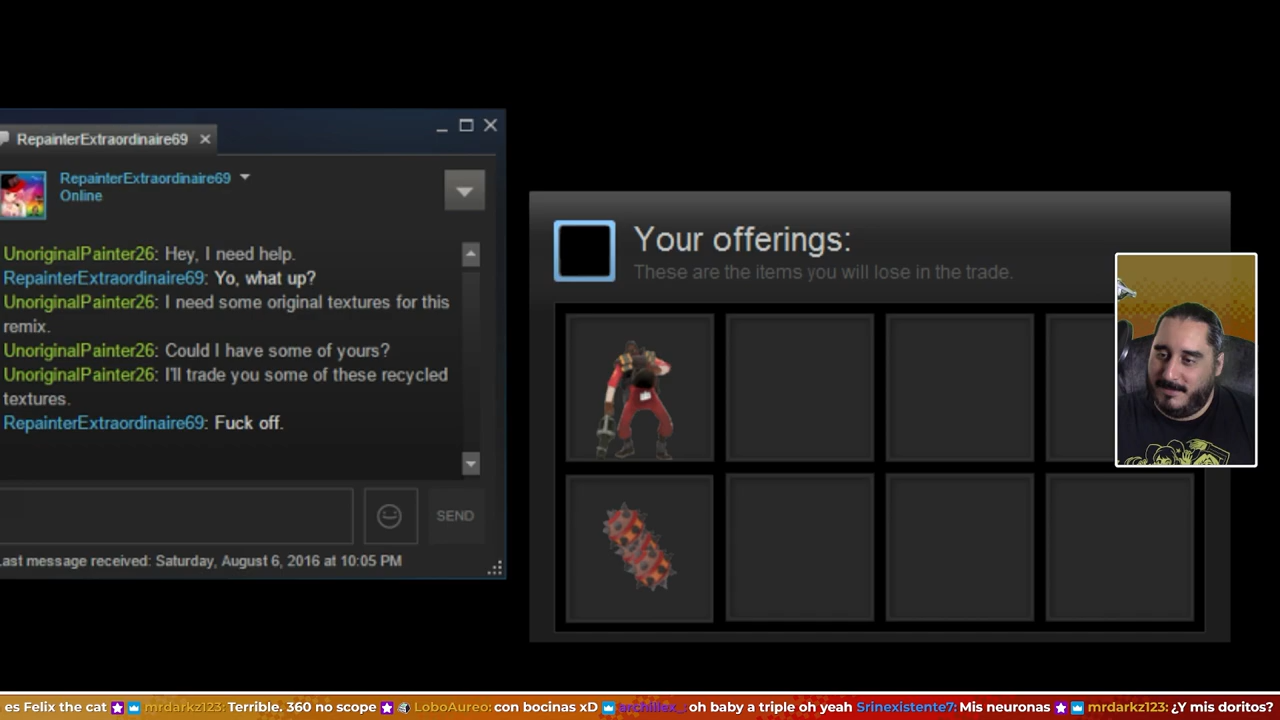 RepainterExtraordinaire69
RepainterExtraordinaire69
Online
UnoriginalPainter26: Hey, I need help.
RepainterExtraordinaire69: Yo, what up?
UnoriginalPainter26: I need some original textures for this
remix.
UnoriginalPainter26: Could I have some of yours?
UnoriginalPainter26: I'll trade you some of these recycled
textures.
RepainterExtraordinaire69: Fuck off.
SEND
ast message received: Saturday, August 6, 2016 at 10:05 PM
Your offerings:
These are the items you will lose in the trade.
es Felix the cat mrdarkz123: Terrible. 360 no scope LoboAureo: con bocinas xD archillex_: oh baby a triple oh yeah Srinexistente7: Mis neuronas mrdarkz123: ¿Y mis doritos?